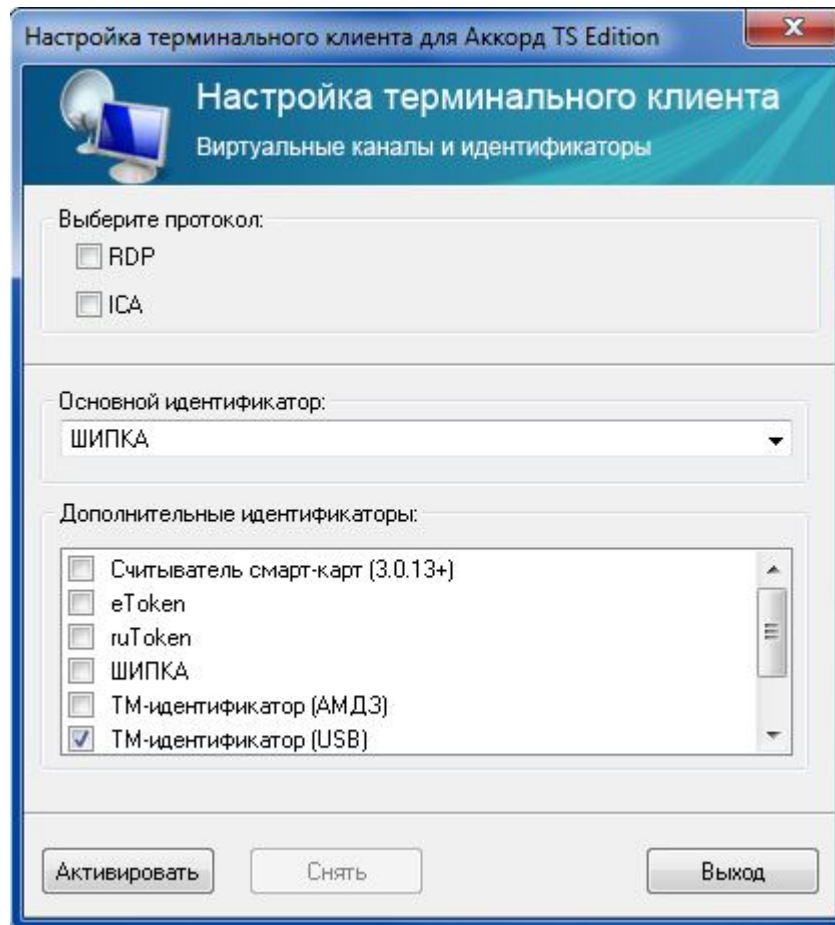 Настройка терминального клиента для Аккорд TS Edition
Настройка терминального клиента
Виртуальные каналы и идентификаторы
Выберите протокол:
RDP
ICA
Основной идентификатор:
ШИПКА
Дополнительные идентификаторы:
Считыватель смарт-карт (3.0.13+)
eToken
ruToken
ШИПКА
ТМ-идентификатор (АМДЗ)
ТМ-идентификатор (USB)
Активировать
Снять
Выход